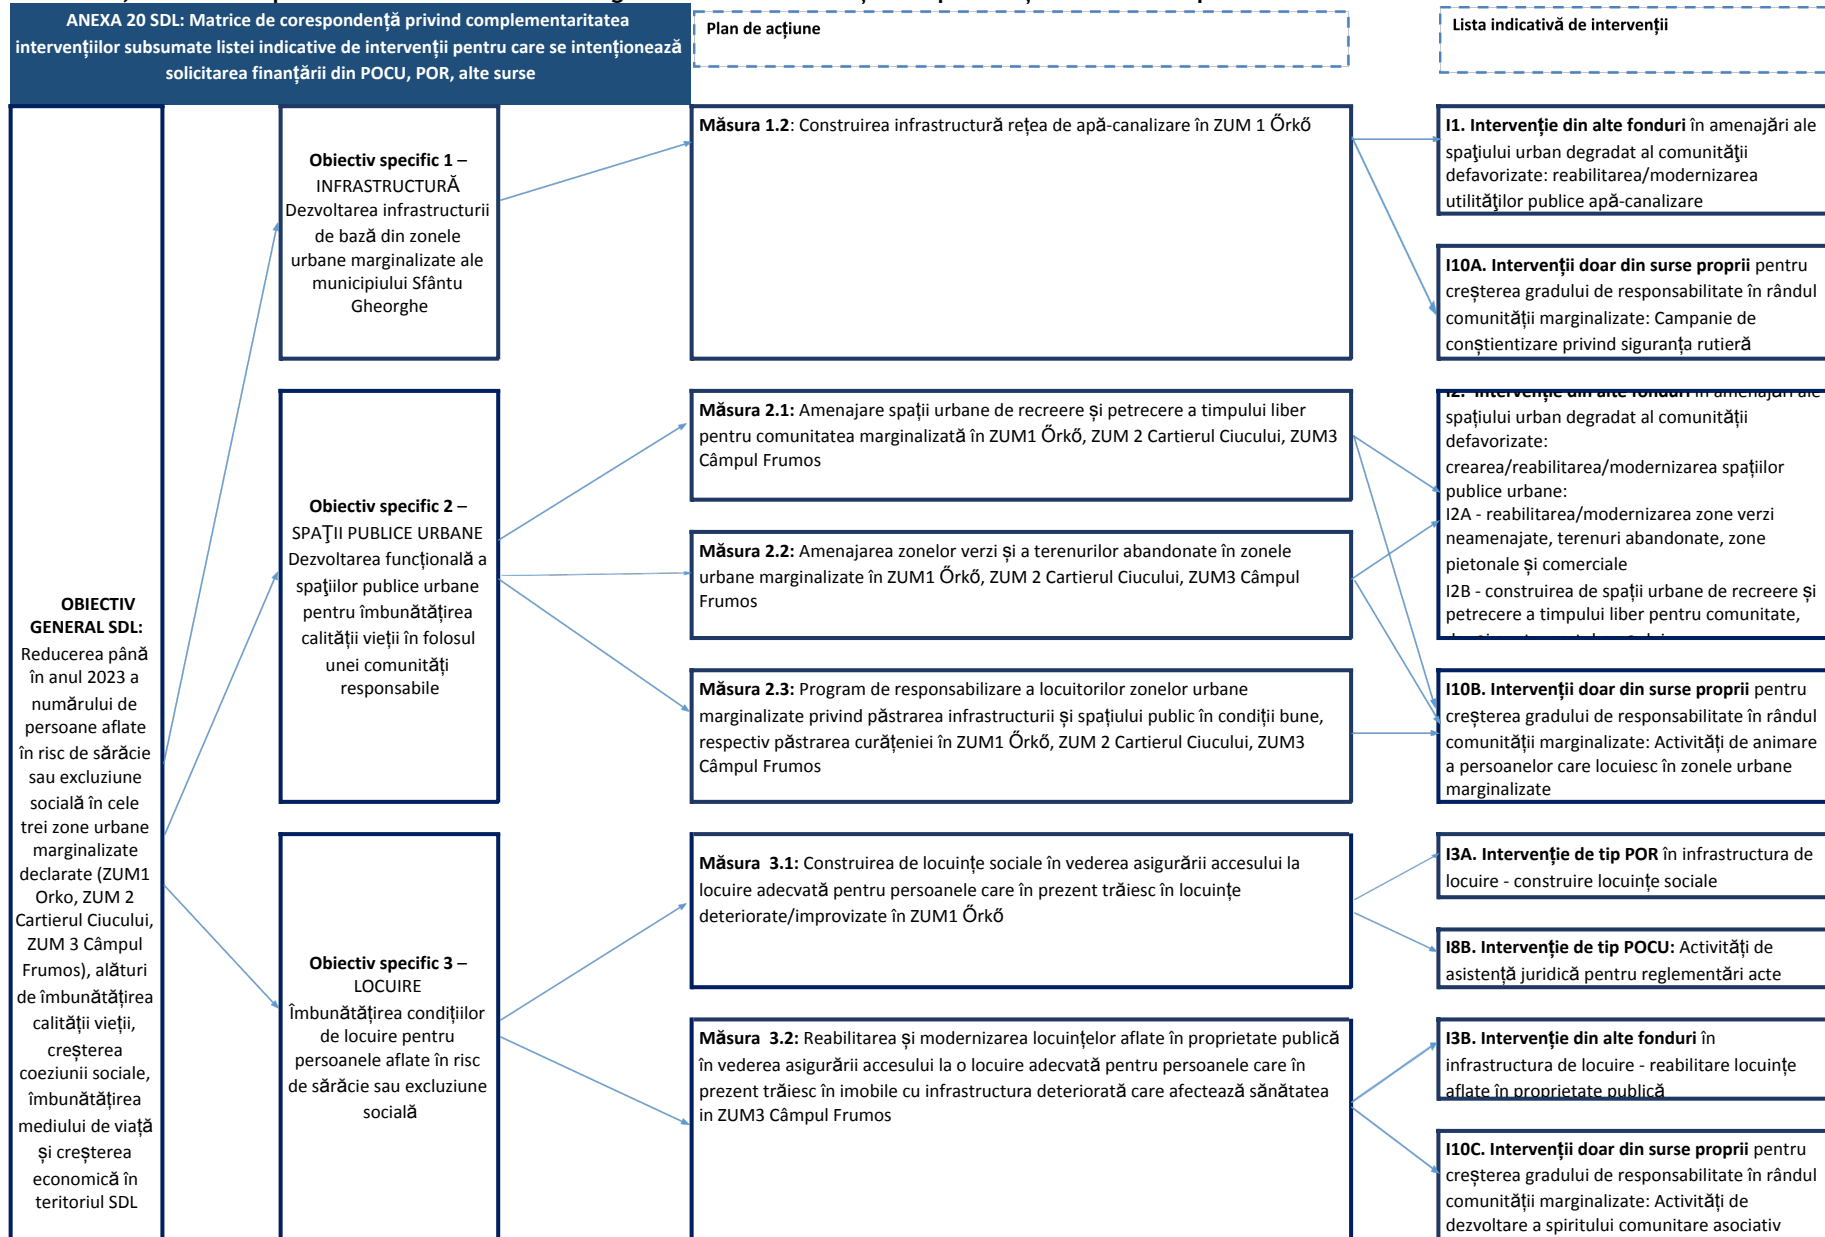 ANEXA 20 SDL: Matrice de corespondență privind complementaritatea
intervențiilor subsumate listei indicative de intervenții pentru care se intenționează
solicitarea finanțării din POCU, POR, alte surse
Plan de acțiune
Lista indicativă de intervenții
OBIECTIV
GENERAL SDL:
Reducerea până
în anul 2023 a
numărului de
persoane aflate
în risc de sărăcie
sau excluziune
socială în cele
trei zone urbane
marginalizate
declarate (ZUM1
Orko, ZUM 2
Cartierul Ciucului,
ZUM 3 Câmpul
Frumos), alături
de îmbunătățirea
calității vieții,
creșterea
coeziunii sociale,
îmbunătățirea
mediului de viață
și creșterea
economică în
teritoriul SDL
Obiectiv specific 1 –
INFRASTRUCTURĂ
Dezvoltarea infrastructurii
de bază din zonele
urbane marginalizate ale
municipiului Sfântu
Gheorghe
Măsura 1.2: Construirea infrastructură rețea de apă-canalizare în ZUM 1 Őrkő
I1. Intervenție din alte fonduri în amenajări ale
spaţiului urban degradat al comunităţii
defavorizate: reabilitarea/modernizarea
utilităţilor publice apă-canalizare
I10A. Intervenții doar din surse proprii pentru
creșterea gradului de responsabilitate în rândul
comunității marginalizate: Campanie de
conștientizare privind siguranța rutieră
Obiectiv specific 2 –
SPAŢII PUBLICE URBANE
Dezvoltarea funcțională a
spaţiilor publice urbane
pentru îmbunătățirea
calității vieții în folosul
unei comunități
responsabile
Măsura 2.1: Amenajare spații urbane de recreere și petrecere a timpului liber
pentru comunitatea marginalizată în ZUM1 Őrkő, ZUM 2 Cartierul Ciucului, ZUM3
Câmpul Frumos
Măsura 2.2: Amenajarea zonelor verzi și a terenurilor abandonate în zonele
urbane marginalizate în ZUM1 Őrkő, ZUM 2 Cartierul Ciucului, ZUM3 Câmpul
Frumos
Măsura 2.3: Program de responsabilizare a locuitorilor zonelor urbane
marginalizate privind păstrarea infrastructurii și spațiului public în condiții bune,
respectiv păstrarea curățeniei în ZUM1 Őrkő, ZUM 2 Cartierul Ciucului, ZUM3
Câmpul Frumos
I2. Intervenție din alte fonduri în amenajări ale
spațiului urban degradat al comunității
defavorizate:
crearea/reabilitarea/modernizarea spațiilor
publice urbane:
I2A - reabilitarea/modernizarea zone verzi
neamenajate, terenuri abandonate, zone
pietonale și comerciale
I2B - construirea de spații urbane de recreere și
petrecere a timpului liber pentru comunitate,
I10B. Intervenții doar din surse proprii pentru
creșterea gradului de responsabilitate în rândul
comunității marginalizate: Activități de animare
a persoanelor care locuiesc în zonele urbane
marginalizate
Obiectiv specific 3 –
LOCUIRE
Îmbunătățirea condițiilor
de locuire pentru
persoanele aflate în risc
de sărăcie sau excluziune
socială
Măsura 3.1: Construirea de locuințe sociale în vederea asigurării accesului la
locuire adecvată pentru persoanele care în prezent trăiesc în locuințe
deteriorate/improvizate în ZUM1 Őrkő
Măsura 3.2: Reabilitarea și modernizarea locuințelor aflate în proprietate publică
în vederea asigurării accesului la o locuire adecvată pentru persoanele care în
prezent trăiesc în imobile cu infrastructura deteriorată care afectează sănătatea
in ZUM3 Câmpul Frumos
I3A. Intervenție de tip POR în infrastructura de
locuire - construire locuințe sociale
I8B. Intervenție de tip POCU: Activități de
asistență juridică pentru reglementări acte
I3B. Intervenție din alte fonduri în
infrastructura de locuire - reabilitare locuințe
aflate în proprietate publică
I10C. Intervenții doar din surse proprii pentru
creșterea gradului de responsabilitate în rândul
comunității marginalizate: Activități de
dezvoltare a spiritului comunitare asociativ